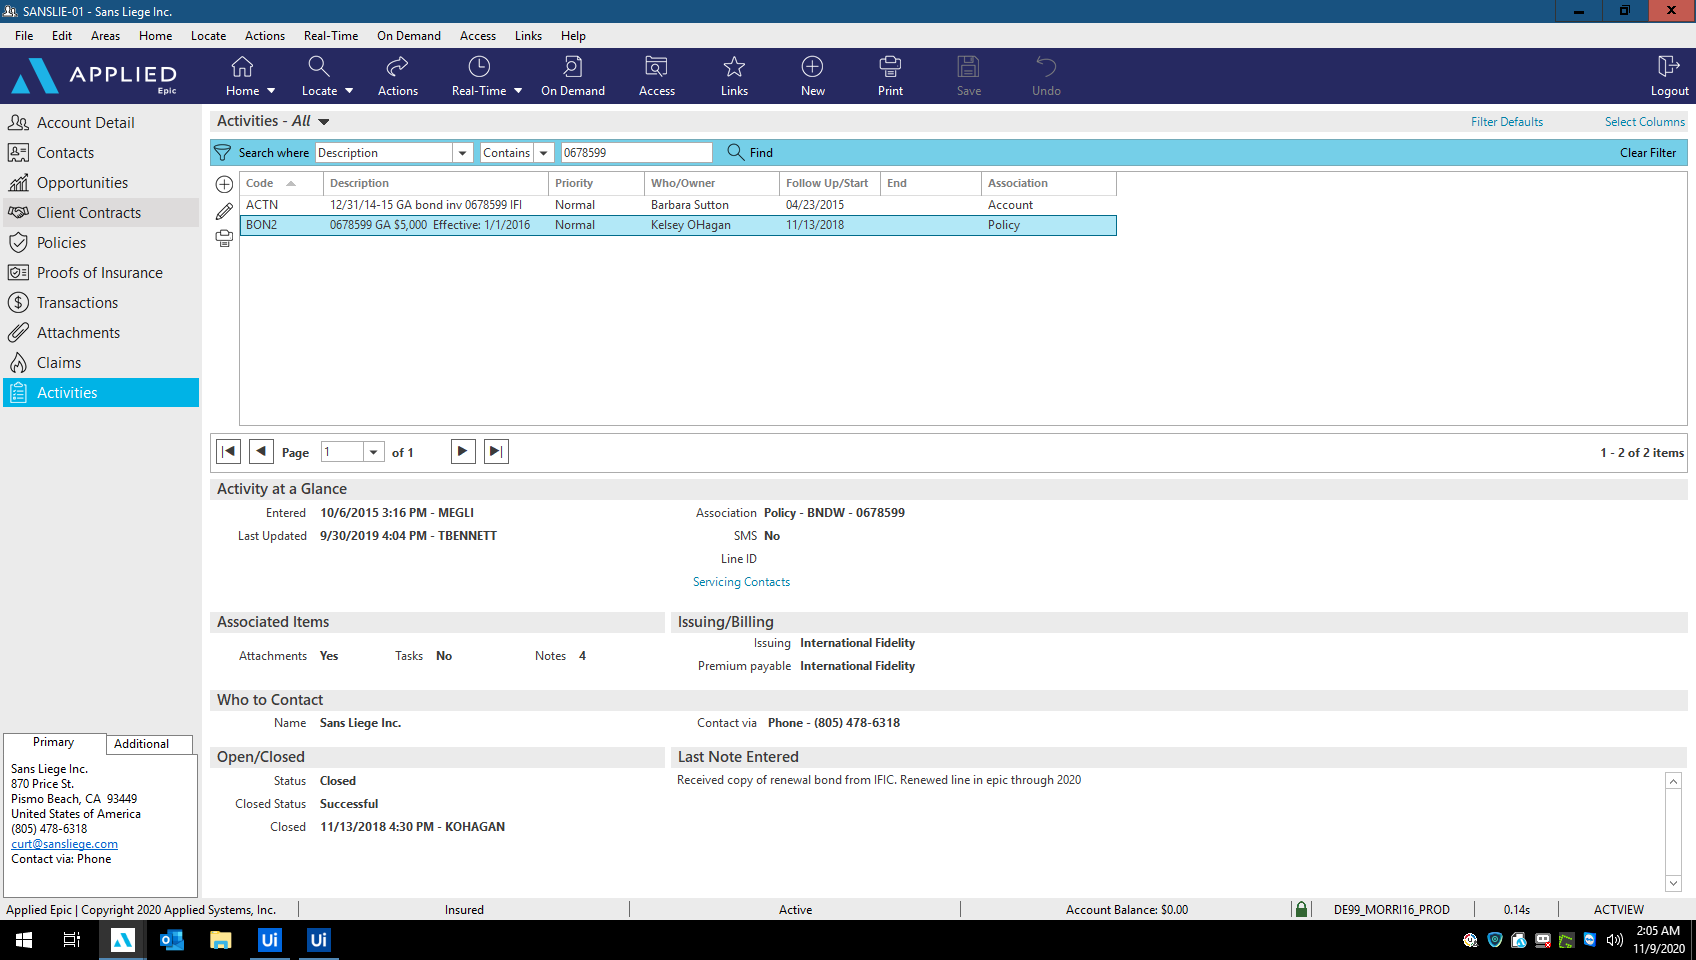 SANSLIE-01 - Sans Liege Inc.
File Edit Areas Home Locate Actions Real-Time On Demand Access Links Help
APPLIED
Epic
Home Locate Actions Real-Time On Demand Access Links New Print Save Undo Logout
Account Detail
Contacts
Opportunities
Client Contracts
Policies
Proofs of Insurance
Transactions
Attachments
Claims
Activities
Activities - All
Filter Defaults Select Columns
Search where Description Contains 0678599 Find Clear Filter
Code Description Priority Who/Owner Follow Up/Start End Association
ACTN 12/31/14-15 GA bond inv 0678599 IFI Normal Barbara Sutton 04/23/2015 Account
BON2 0678599 GA $5,000 Effective: 1/1/2016 Normal Kelsey OHagan 11/13/2018 Policy
Page 1 of 1
1 - 2 of 2 items
Activity at a Glance
Entered 10/6/2015 3:16 PM - MEGLI
Association Policy - BNDW - 0678599
Last Updated 9/30/2019 4:04 PM - TBENNETT
SMS No
Line ID
Servicing Contacts
Associated Items
Attachments Yes Tasks No Notes 4
Issuing/Billing
Issuing International Fidelity
Premium payable International Fidelity
Who to Contact
Name Sans Liege Inc.
Contact via Phone - (805) 478-6318
Open/Closed
Status Closed
Closed Status Successful
Closed 11/13/2018 4:30 PM - KOHAGAN
Last Note Entered
Received copy of renewal bond from IFIC. Renewed line in epic through 2020
Primary Additional
Sans Liege Inc.
870 Price St.
Pismo Beach, CA 93449
United States of America
(805) 478-6318
curt@sansliege.com
Contact via: Phone
Applied Epic | Copyright 2020 Applied Systems, Inc. Insured Active Account Balance: $0.00 DE99_MORRI16_PROD 0.14s ACTVIEW
Ui Ui
2:05 AM
11/9/2020